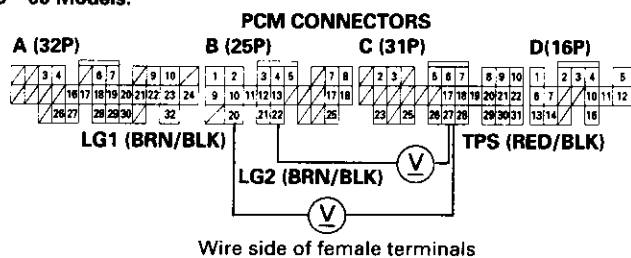 00 Models:
PCM CONNECTORS
A (32P) B (25P) C (31P) D(16P)
3 4 6 7 9 10 1 2 3 4 5 7 8 2 3 5 6 7 8 9 10 1 2 3 4 5
16 17 18 19 20 21 22 23 24 9 10 11 12 13 17 18 17 18 19 20 21 22 6 7 10 11 12
26 27 28 29 30 32 20 21 22 25 23 25 26 27 28 29 30 31 13 14 16
LG1 (BRN/BLK) TPS (RED/BLK)
LG2 (BRN/BLK) V
V
Wire side of female terminals